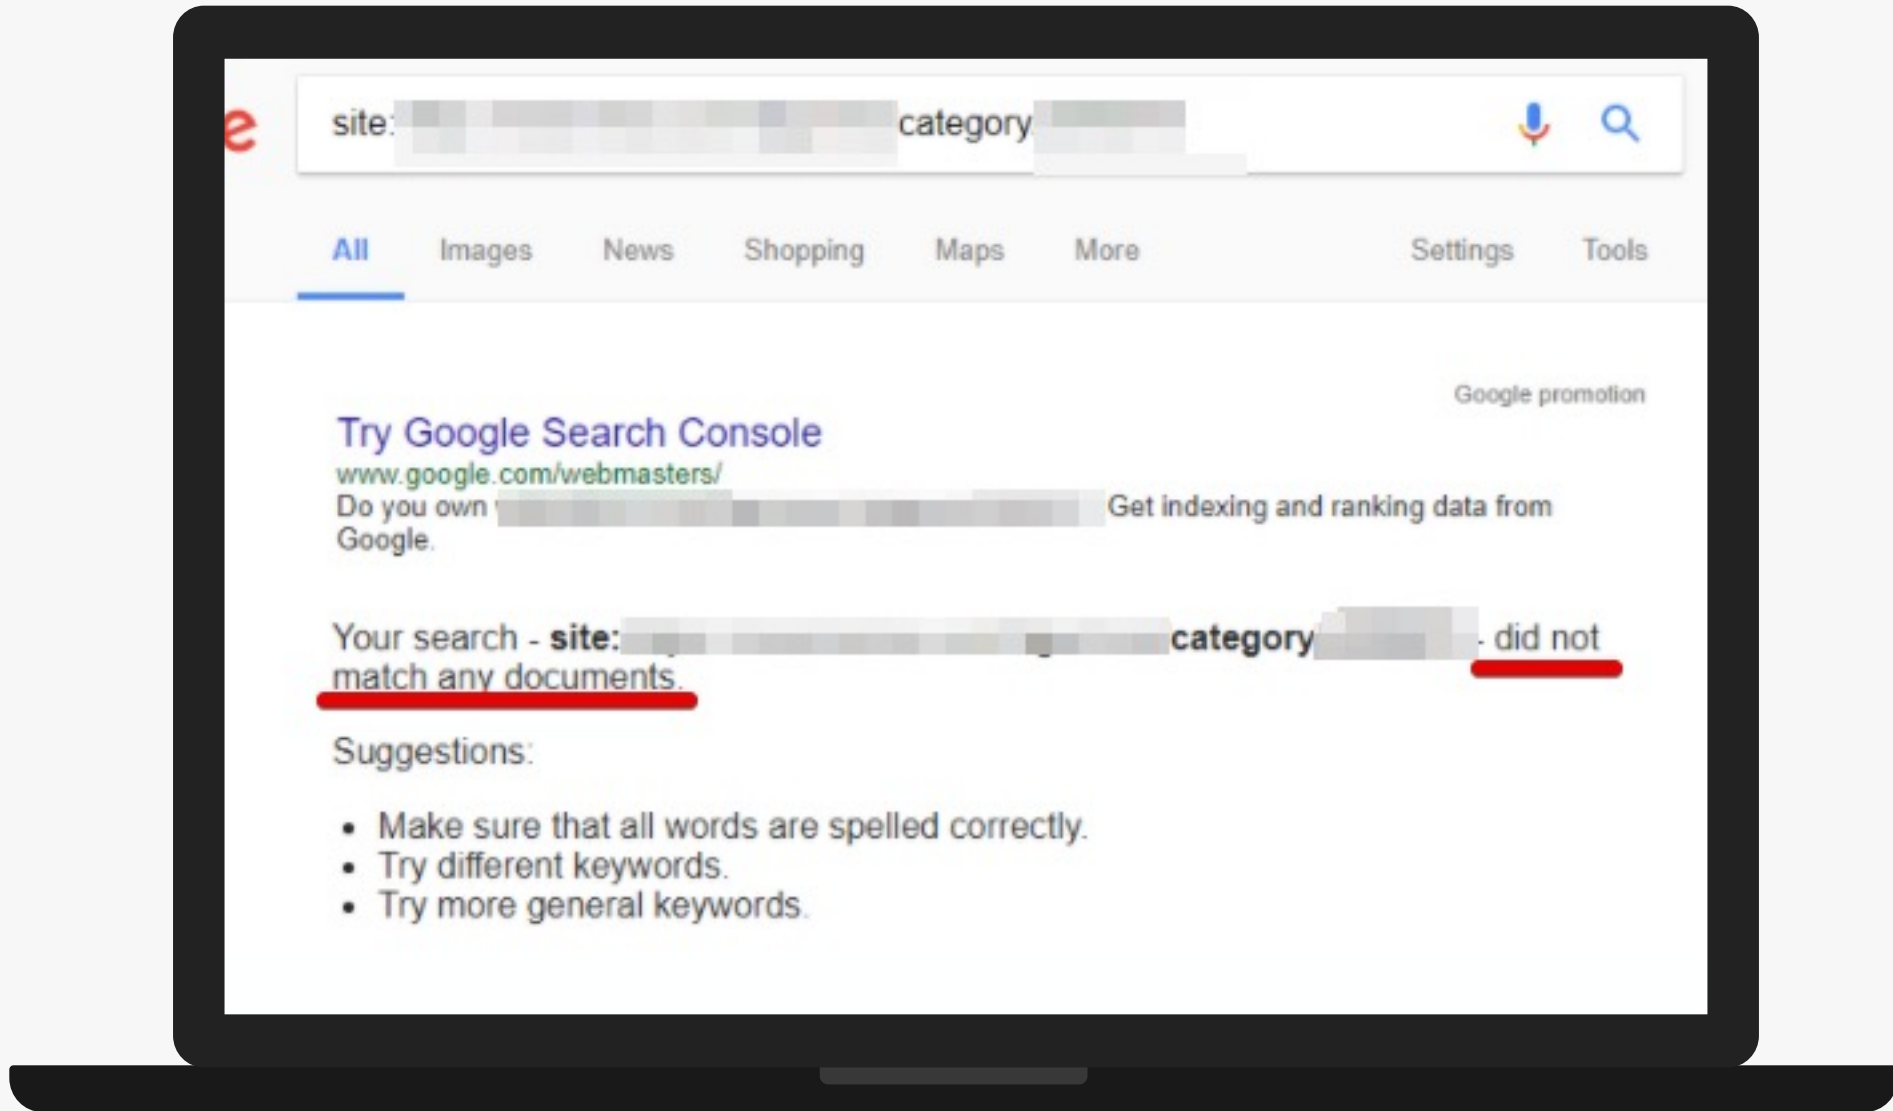 e
site: category
All Images News Shopping Maps More Settings Tools
Google promotion
Try Google Search Console
www.google.com/webmasters/
Do you own Get indexing and ranking data from
Google.
Your search - site: category - did not
match any documents.
Suggestions:
• Make sure that all words are spelled correctly.
• Try different keywords.
• Try more general keywords.